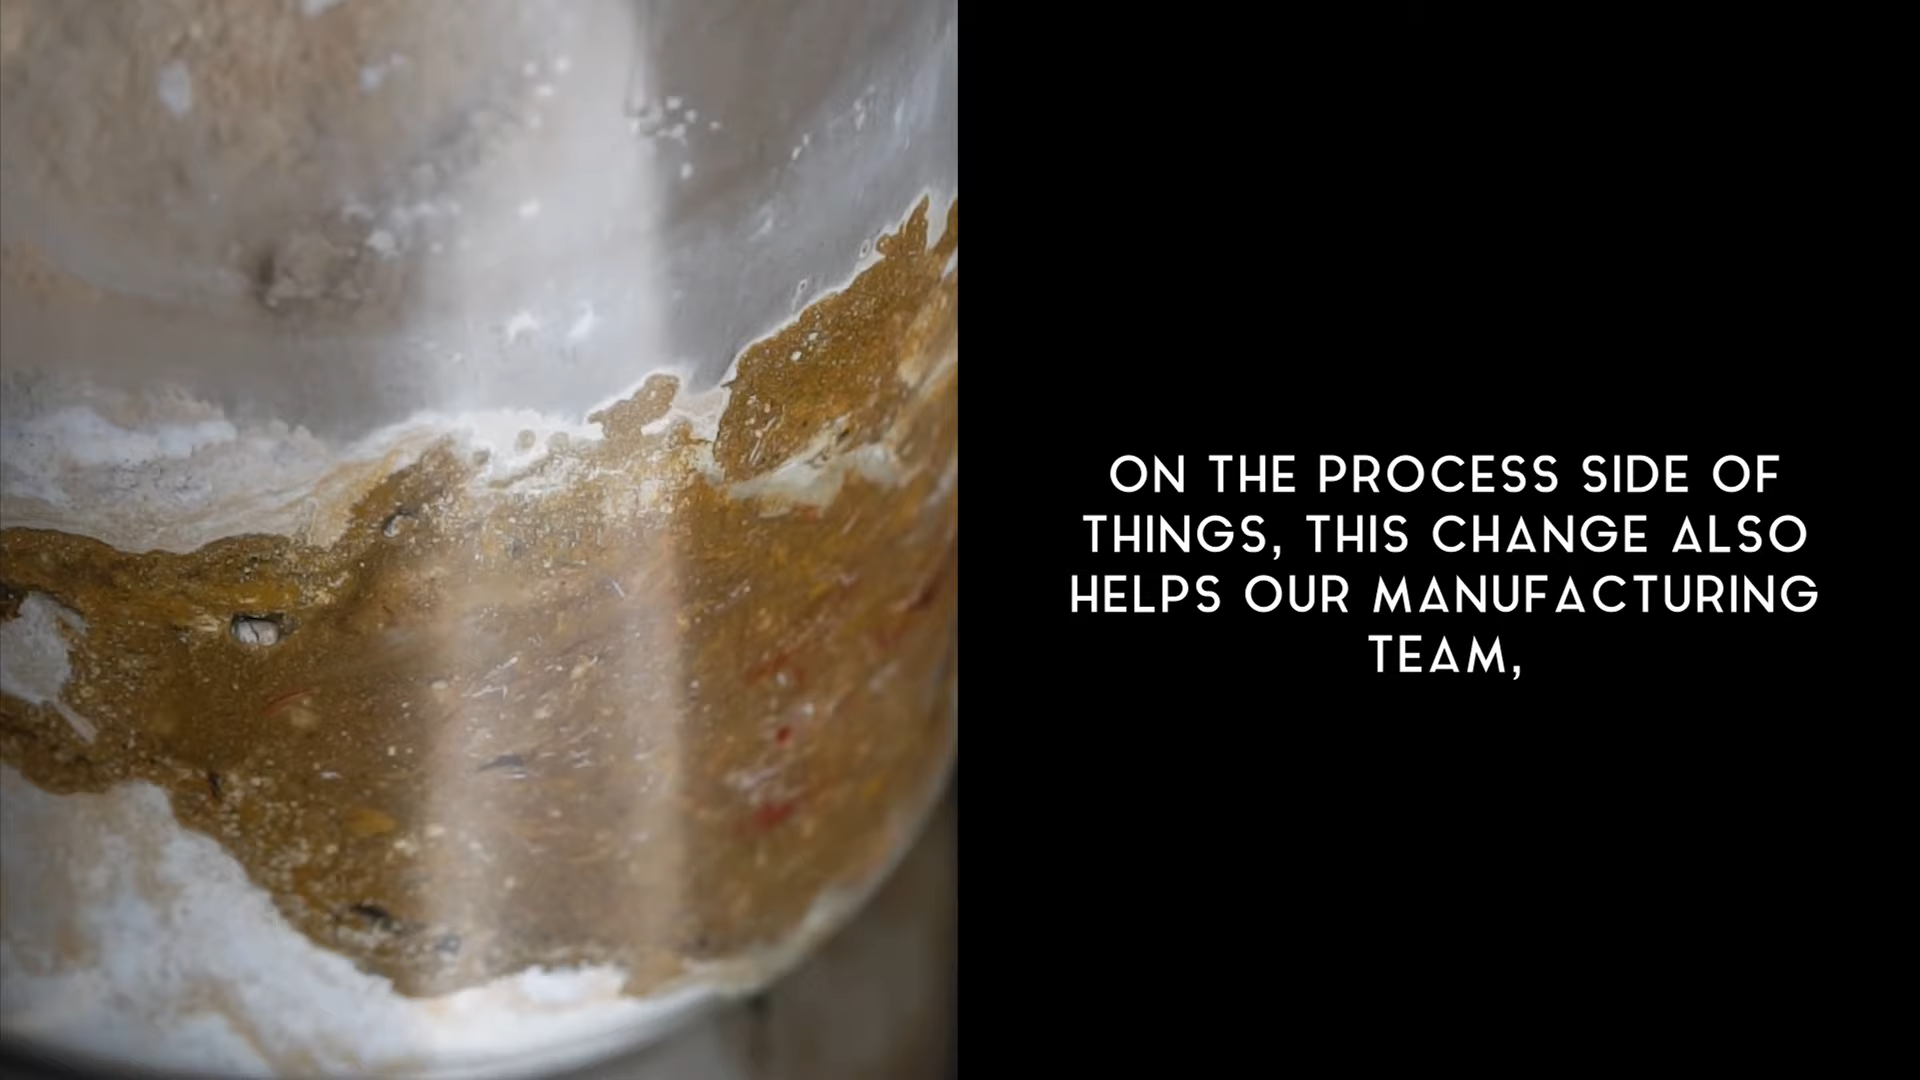 ON THE PROCESS SIDE OF
THINGS, THIS CHANGE ALSO
HELPS OUR MANUFACTURING
TEAM,